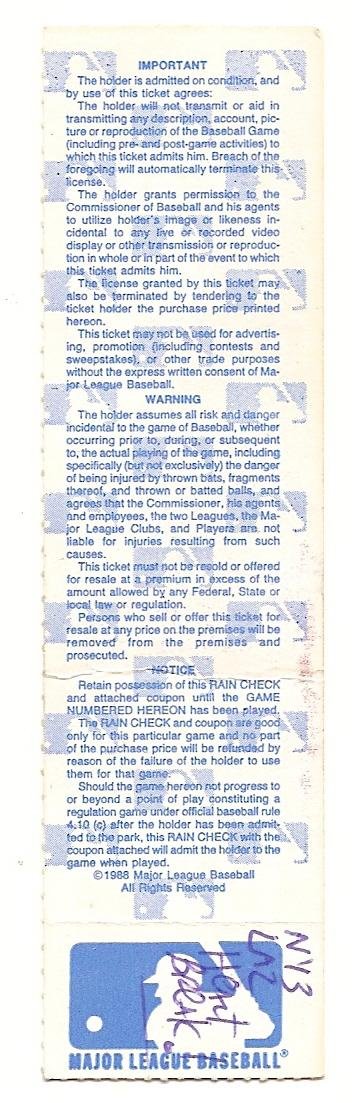 IMPORTANT
The holder is admitted on condition, and
by use of this ticket agrees:
The holder will not transmit or aid in
transmitting any description, account, pic-
ture or reproduction of the Baseball Game
(including pre- and post-game activities) to
which this ticket admits him. Breach of the
foregoing will automatically terminate this
license.
The holder grants permission to the
Commissioner of Baseball and his agents
to utilize holder's image or likeness in-
cidental to any live or recorded video
display or other transmission or reproduc-
tion in whole or in part of the event to which
this ticket admits him.
The license granted by this ticket may
also be terminated by tendering to the
ticket holder the purchase price printed
hereon.
This ticket may not be used for advertis-
ing, promotion (including contests and
sweepstakes), or other trade purposes
without the express written consent of Ma-
jor League Baseball.
WARNING
The holder assumes all risk and danger
incidental to the game of Baseball, whether
occurring prior to, during, or subsequent
to, the actual playing of the game, including
specifically (but not exclusively) the danger
of being injured by thrown bats, fragments
thereof, and thrown or batted balls, and
agrees that the Commissioner, his agents
and employees, the two Leagues, the Ma-
jor League Clubs, and Players are not
liable for injuries resulting from such
causes.
This ticket must not be resold or offered
for resale at a premium in excess of the
amount allowed by any Federal, State or
local law or regulation.
Persons who sell or offer this ticket for
resale at any price on the premises will be
removed from the premises and
prosecuted.
NOTICE
Retain possession of this RAIN CHECK
and attached coupon until the GAME
NUMBERED HEREON has been played.
The RAIN CHECK and coupon are good
only for this particular game and no part
of the purchase price will be refunded by
reason of the failure of the holder to use
them for that game.
Should the game hereon not progress to
or beyond a point of play constituting a
regulation game under official baseball rule
4.10 (c) after the holder has been admit-
ted to the park, this RAIN CHECK with the
coupon attached will admit the holder to the
game when played.
©1988 Major League Baseball
All Rights Reserved
NY3
LA2
Heart
Break
MAJOR LEAGUE BASEBALL®